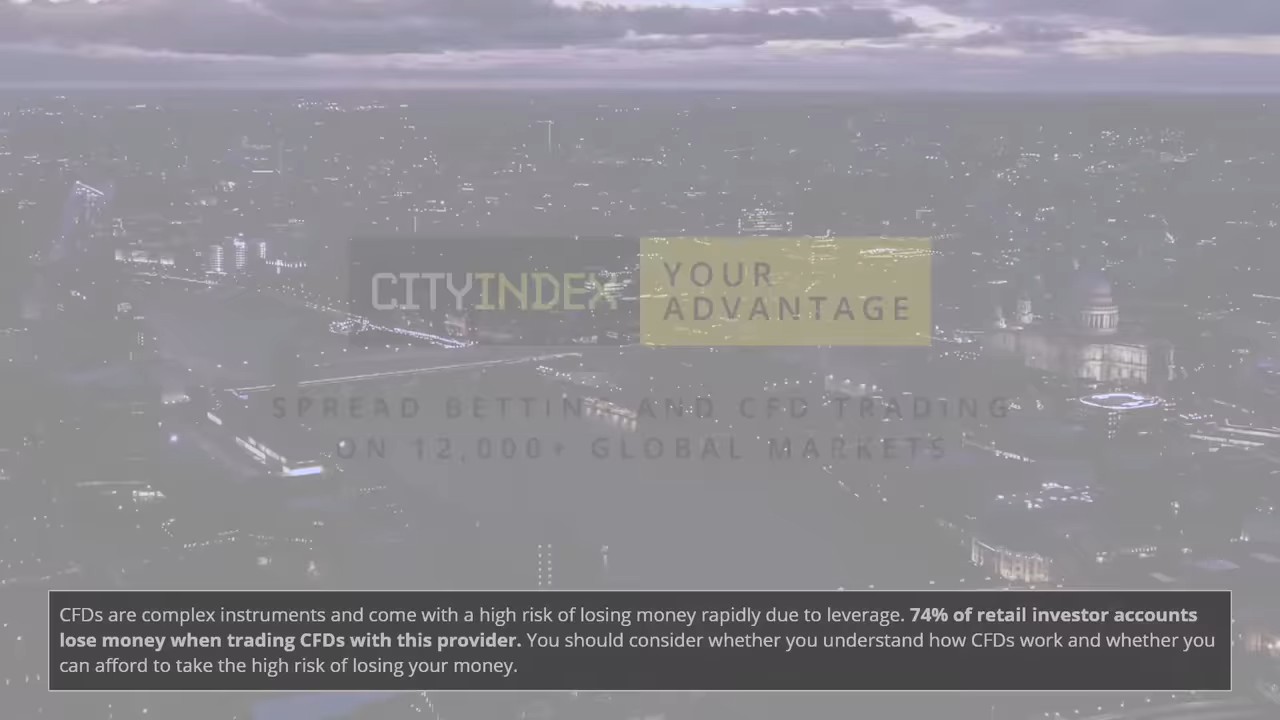 CITYINDEX
YOUR
ADVANTAGE
SPREAD BETTING AND CFD TRADING
ON 12,000+ GLOBAL MARKETS
CFDs are complex instruments and come with a high risk of losing money rapidly due to leverage. 74% of retail investor accounts
lose money when trading CFDs with this provider. You should consider whether you understand how CFDs work and whether you
can afford to take the high risk of losing your money.